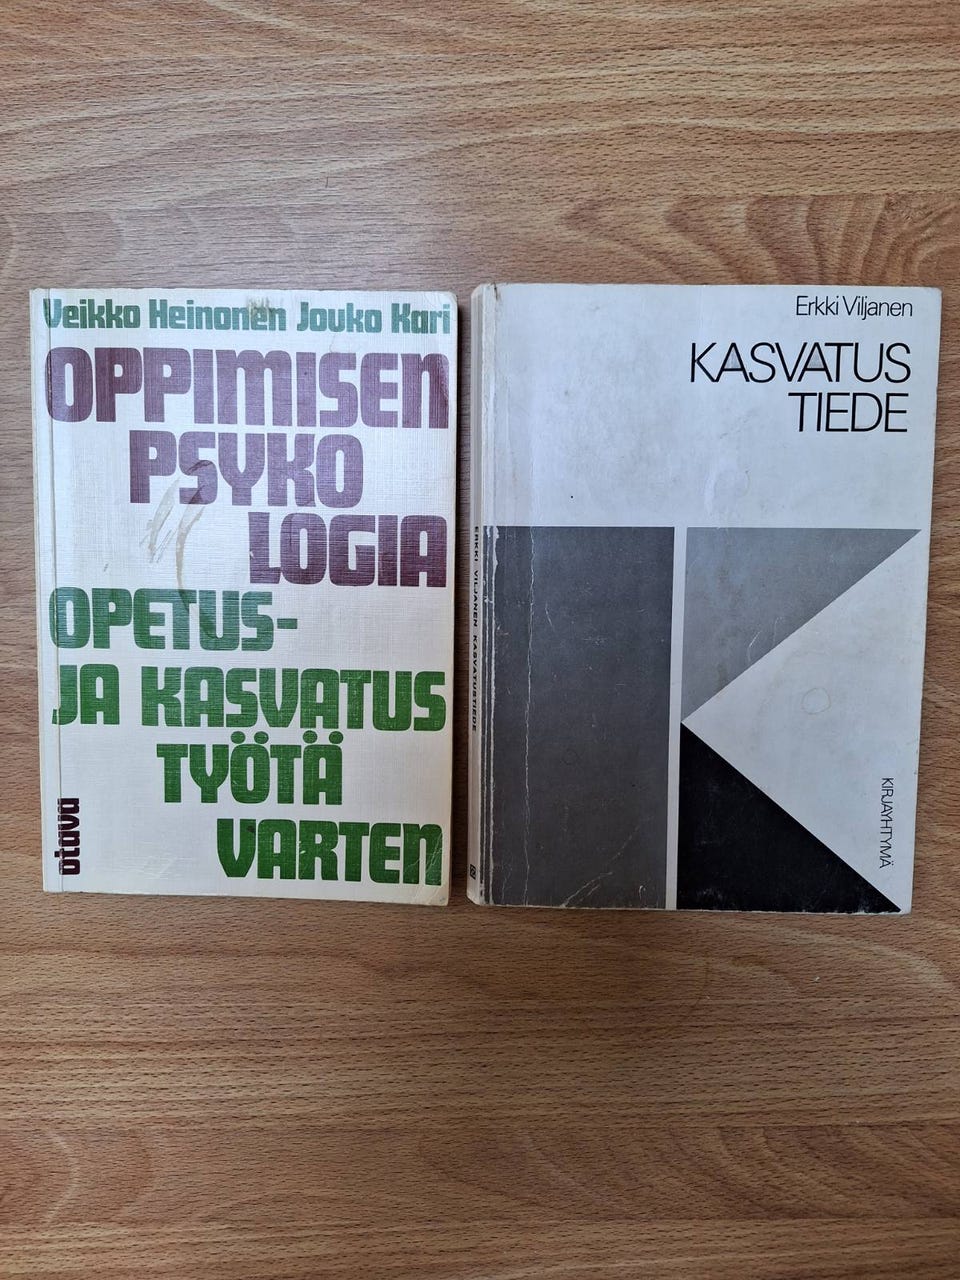 Veikko Heinonen Jouko Kari
OPPIMISEN
PSYKO
LOGIA
OPETUS-
JA KASVATUS
TYÖTÄ
VARTEN
otava
ERKKI VILJANEN KASVATUSTIEDE
Erkki Viljanen
KASVATUS
TIEDE
KIRJAYHTYMÄ